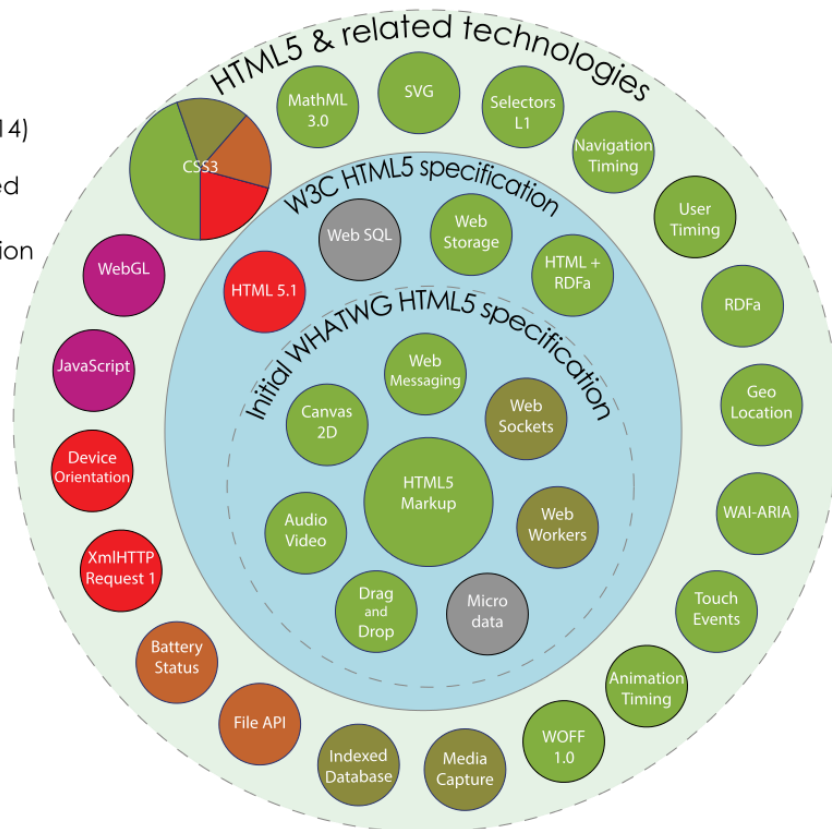 HTML5 & related technologies
14)
ed
ion
MathML
3.0
SVG
Selectors
L1
Navigation
Timing
User
Timing
RDFa
Geo
Location
WAI-ARIA
Touch
Events
Animation
Timing
WOFF
1.0
Media
Capture
Indexed
Database
File API
Battery
Status
XmlHTTP
Request 1
Device
Orientation
JavaScript
WebGL
CSS3
W3C HTML5 specification
HTML 5.1
Web SQL
Web
Storage
HTML +
RDFa
Initial WHATWG HTML5 specification
Web
Messaging
Canvas
2D
Web
Sockets
HTML5
Markup
Audio
Video
Web
Workers
Drag
and
Drop
Micro
data